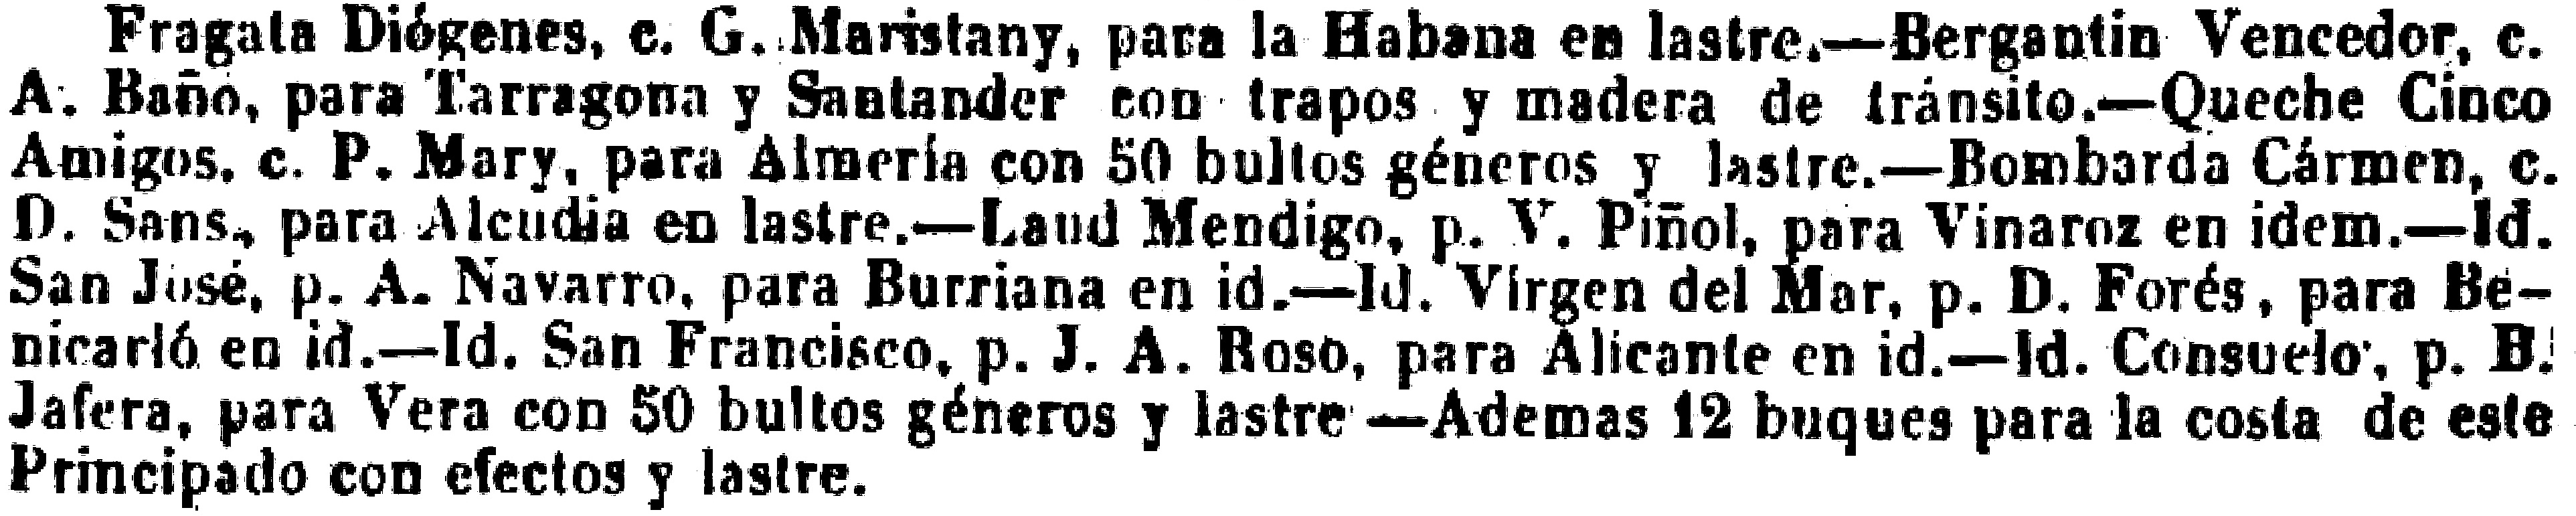 Fragata Diógenes, c. G. Maristany, para la Habana en lastre.—Bergantin Vencedor, c.
A. Bañó, para Tarragona y Santander con trapos y madera de tránsito.—Queche Cinco
Amigos, c. P. Mary, para Almería con 50 bultos géneros y lastre.—Bombarda Cármen, c.
D. Sans, para Alcudia en lastre.—Laud Mendigo, p. V. Piñol, para Vinaroz en idem.—Id.
San José, p. A. Navarro, para Burriana en id.—Id. Vírgen del Mar, p. D. Forés, para Be-
nicarló en id.—Id. San Francisco, p. J. A. Roso, para Alicante en id.—Id. Consuelo, p. B.
Jafera, para Vera con 50 bultos géneros y lastre—Ademas 12 buques para la costa de este
Principado con efectos y lastre.